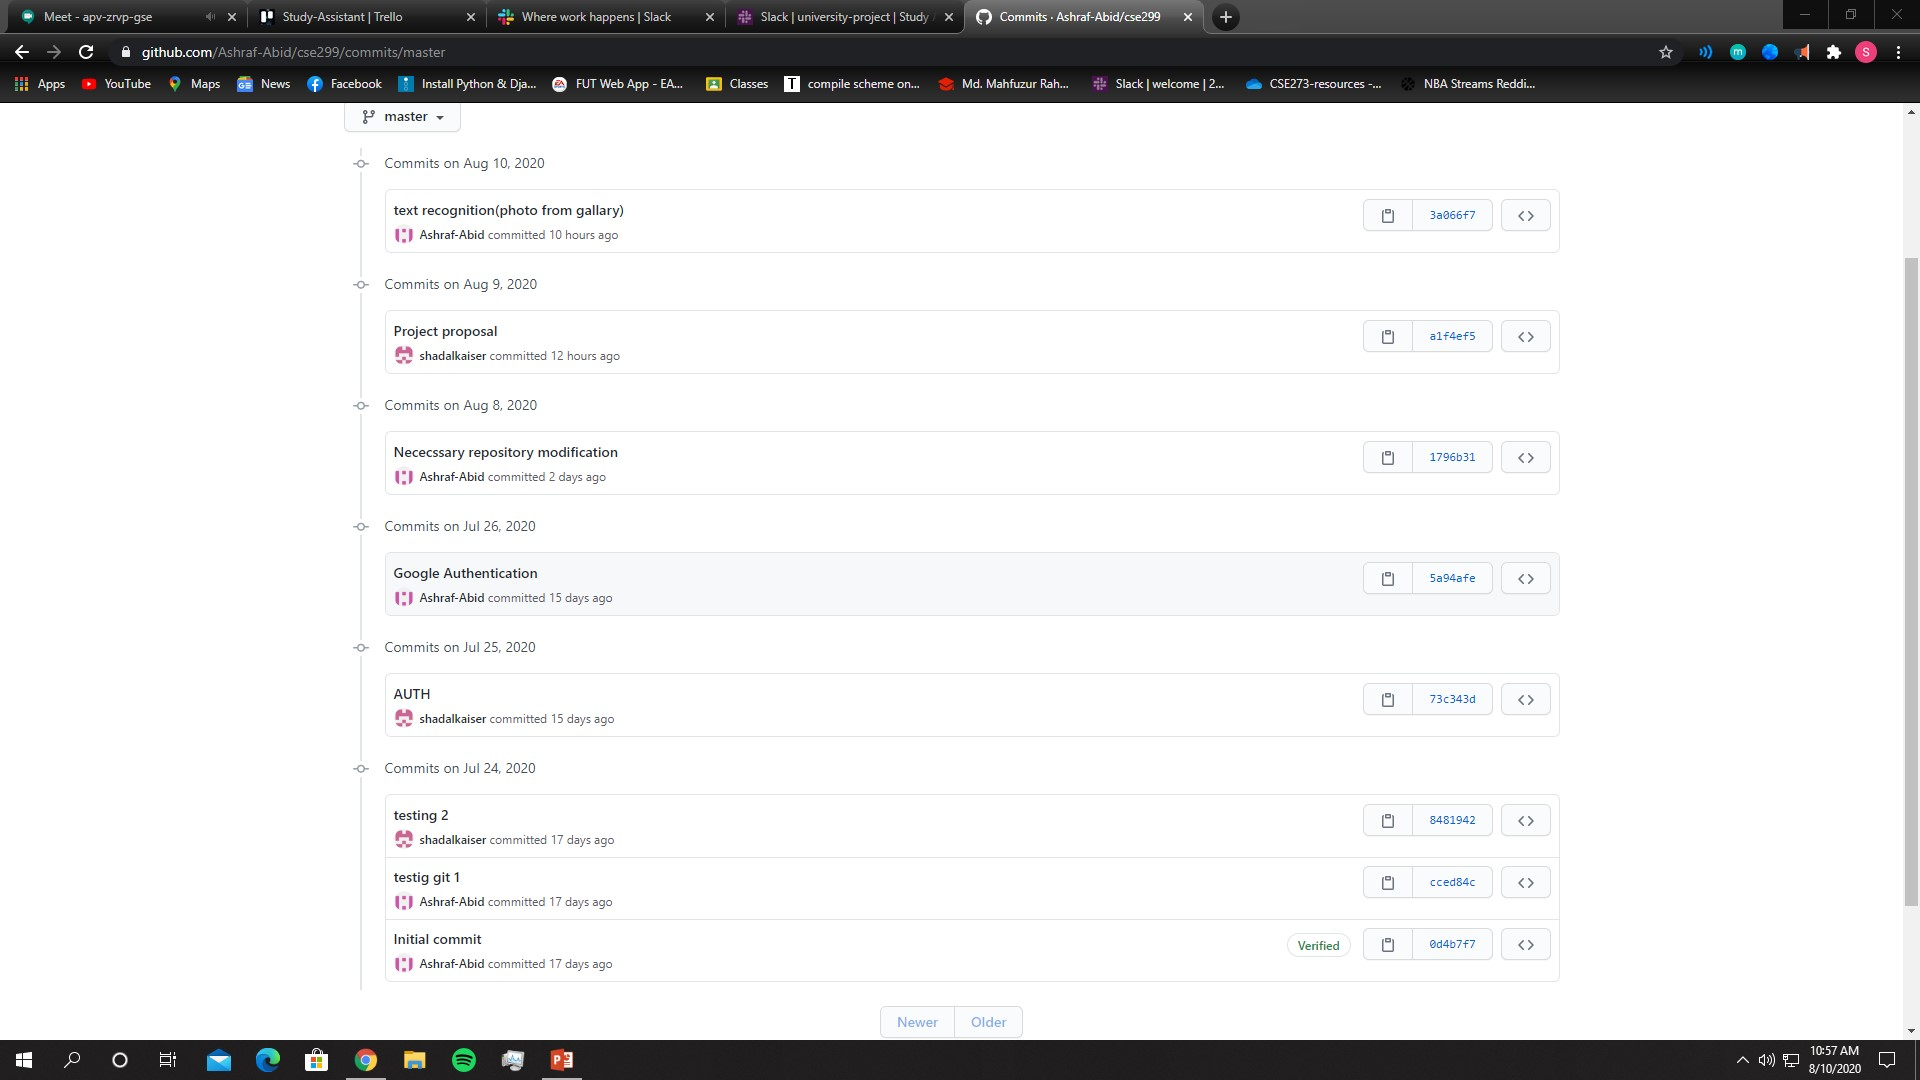 Meet - apv-zrvp-gse
Study-Assistant | Trello
Where work happens | Slack
Slack | university-project | Study
Commits · Ashraf-Abid/cse299
github.com/Ashraf-Abid/cse299/commits/master
S
Apps
YouTube
Maps
News
Facebook
Install Python & Dja...
FUT Web App - EA...
Classes
compile scheme on...
Md. Mahfuzur Rah...
Slack | welcome | 2...
CSE273-resources -...
NBA Streams Reddi...
master
Commits on Aug 10, 2020
text recognition(photo from gallary)
3a066f7
Ashraf-Abid committed 10 hours ago
Commits on Aug 9, 2020
Project proposal
a1f4ef5
shadalkaiser committed 12 hours ago
Commits on Aug 8, 2020
Nececssary repository modification
1796b31
Ashraf-Abid committed 2 days ago
Commits on Jul 26, 2020
Google Authentication
5a94afe
Ashraf-Abid committed 15 days ago
Commits on Jul 25, 2020
AUTH
73c343d
shadalkaiser committed 15 days ago
Commits on Jul 24, 2020
testing 2
8481942
shadalkaiser committed 17 days ago
testig git 1
cced84c
Ashraf-Abid committed 17 days ago
Initial commit
Verified
0d4b7f7
Ashraf-Abid committed 17 days ago
Newer
Older
10:57 AM
8/10/2020